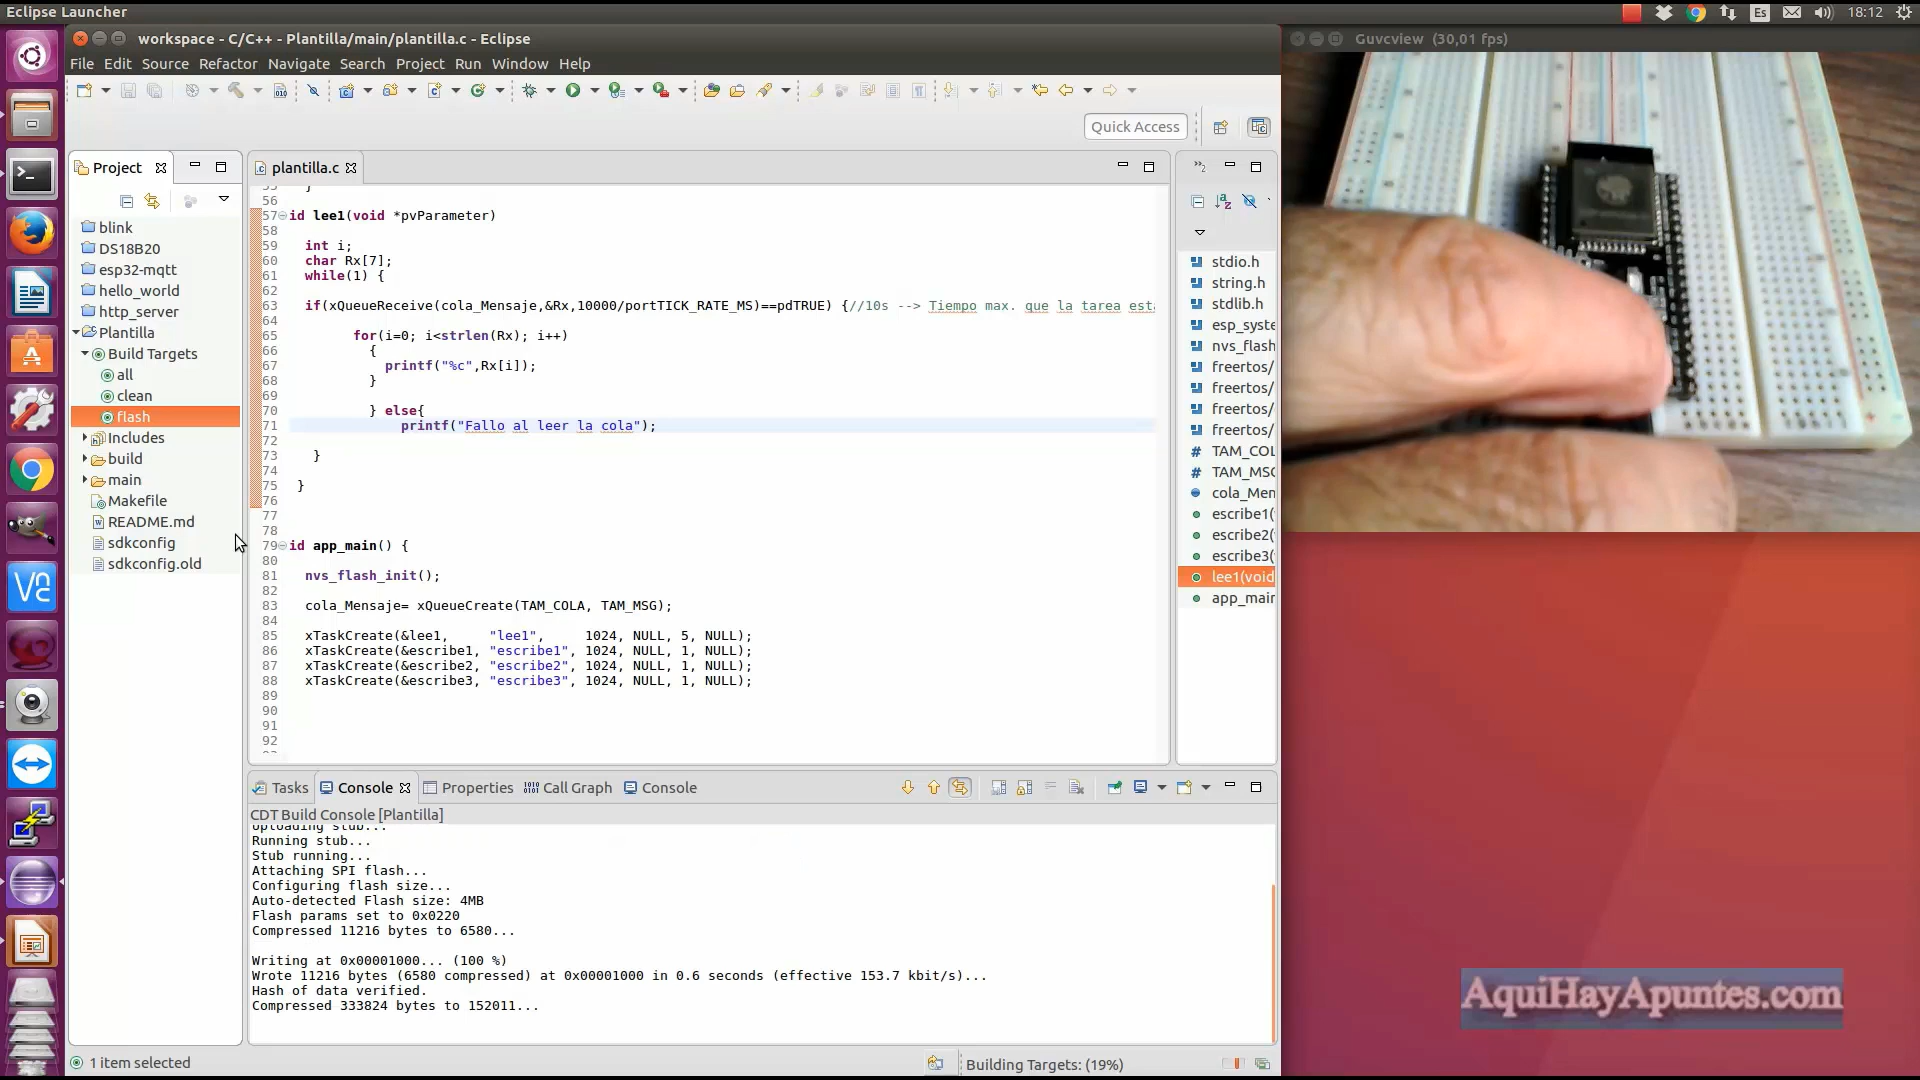 Eclipse Launcher
Es
18:12
workspace - C/C++ - Plantilla/main/plantilla.c - Eclipse
Guvcview (30,01 fps)
File Edit Source Refactor Navigate Search Project Run Window Help
Quick Access
Project
plantilla.c
blink
DS18B20
esp32-mqtt
hello_world
http_server
Plantilla
Build Targets
all
clean
flash
Includes
build
main
Makefile
README.md
sdkconfig
sdkconfig.old
56
57 id lee1(void *pvParameter)
58
59 int i;
60 char Rx[7];
61 while(1) {
62
63 if(xQueueReceive(cola_Mensaje,&Rx,10000/portTICK_RATE_MS)==pdTRUE) {//10s --> Tiempo max. que la tarea est
64
65 for(i=0; i<strlen(Rx); i++)
66 {
67 printf("%c",Rx[i]);
68 }
69
70 } else{
71 printf("Fallo al leer la cola");
72
73 }
74
75 }
76
77
78
79 id app_main() {
80
81 nvs_flash_init();
82
83 cola_Mensaje= xQueueCreate(TAM_COLA, TAM_MSG);
84
85 xTaskCreate(&lee1, "lee1", 1024, NULL, 5, NULL);
86 xTaskCreate(&escribe1, "escribe1", 1024, NULL, 1, NULL);
87 xTaskCreate(&escribe2, "escribe2", 1024, NULL, 1, NULL);
88 xTaskCreate(&escribe3, "escribe3", 1024, NULL, 1, NULL);
89
90
91
92
stdio.h
string.h
stdlib.h
esp_syste
nvs_flash
freertos/
freertos/
freertos/
freertos/
TAM_COL
TAM_MSG
cola_Men
escribe1(
escribe2(
escribe3(
lee1(void
app_main
Tasks Console Properties Call Graph Console
CDT Build Console [Plantilla]
Uploading stub...
Running stub...
Stub running...
Attaching SPI flash...
Configuring flash size...
Auto-detected Flash size: 4MB
Flash params set to 0x0220
Compressed 11216 bytes to 6580...
Writing at 0x00001000... (100 %)
Wrote 11216 bytes (6580 compressed) at 0x00001000 in 0.6 seconds (effective 153.7 kbit/s)...
Hash of data verified.
Compressed 333824 bytes to 152011...
AquiHayApuntes.com
1 item selected
Building Targets: (19%)